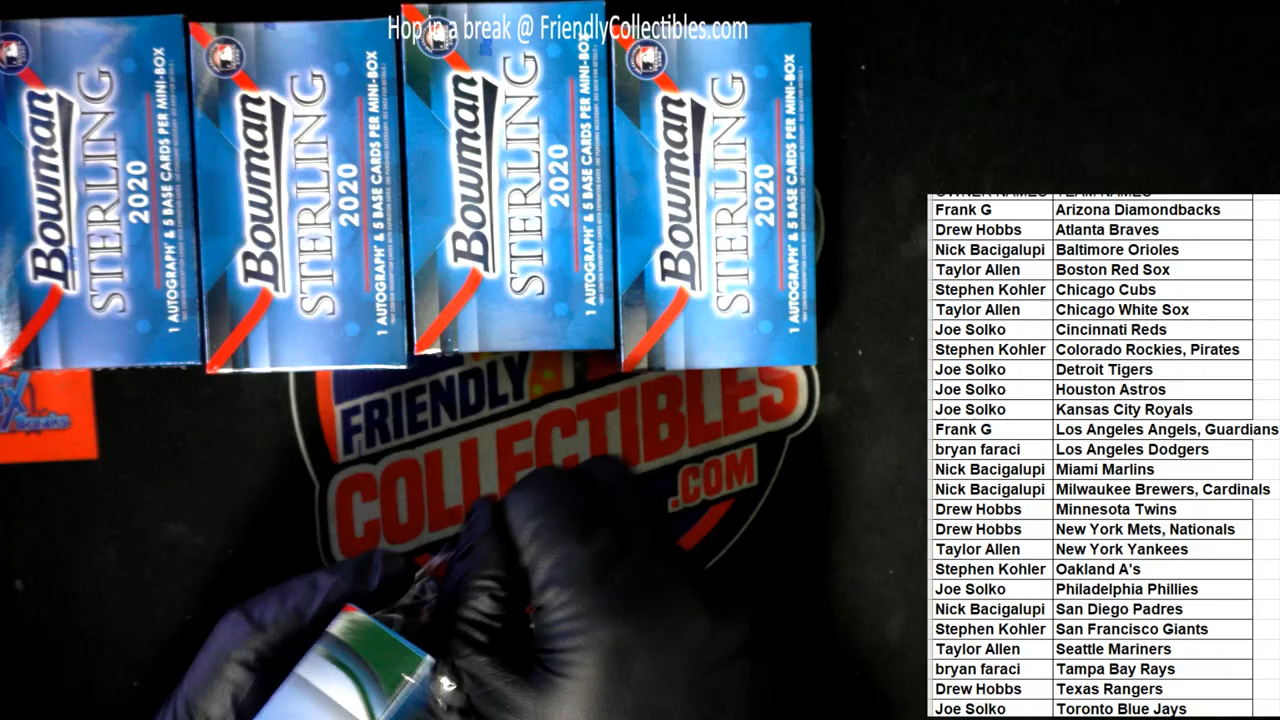 Hop in a break @ FriendlyCollectibles.com
Bowman
STERLING
2020
1 AUTOGRAPH* & 5 BASE CARDS PER MINI-BOX
Bowman
STERLING
2020
1 AUTOGRAPH* & 5 BASE CARDS PER MINI-BOX
Bowman
STERLING
2020
1 AUTOGRAPH* & 5 BASE CARDS PER MINI-BOX
Bowman
STERLING
2020
1 AUTOGRAPH* & 5 BASE CARDS PER MINI-BOX
FRIENDLY
COLLECTIBLES
.COM
OWNER NAMES TEAM NAMES
Frank G Arizona Diamondbacks
Drew Hobbs Atlanta Braves
Nick Bacigalupi Baltimore Orioles
Taylor Allen Boston Red Sox
Stephen Kohler Chicago Cubs
Taylor Allen Chicago White Sox
Joe Solko Cincinnati Reds
Stephen Kohler Colorado Rockies, Pirates
Joe Solko Detroit Tigers
Joe Solko Houston Astros
Joe Solko Kansas City Royals
Frank G Los Angeles Angels, Guardians
bryan faraci Los Angeles Dodgers
Nick Bacigalupi Miami Marlins
Nick Bacigalupi Milwaukee Brewers, Cardinals
Drew Hobbs Minnesota Twins
Drew Hobbs New York Mets, Nationals
Taylor Allen New York Yankees
Stephen Kohler Oakland A's
Joe Solko Philadelphia Phillies
Nick Bacigalupi San Diego Padres
Stephen Kohler San Francisco Giants
Taylor Allen Seattle Mariners
bryan faraci Tampa Bay Rays
Drew Hobbs Texas Rangers
Joe Solko Toronto Blue Jays